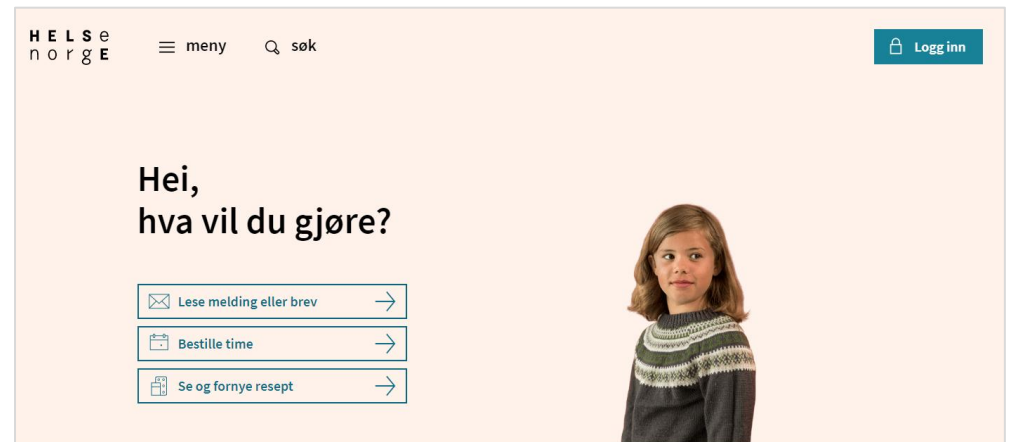 HELSe
norgE
meny
søk
Logg inn
Hei,
hva vil du gjøre?
Lese melding eller brev
Bestille time
Se og fornye resept